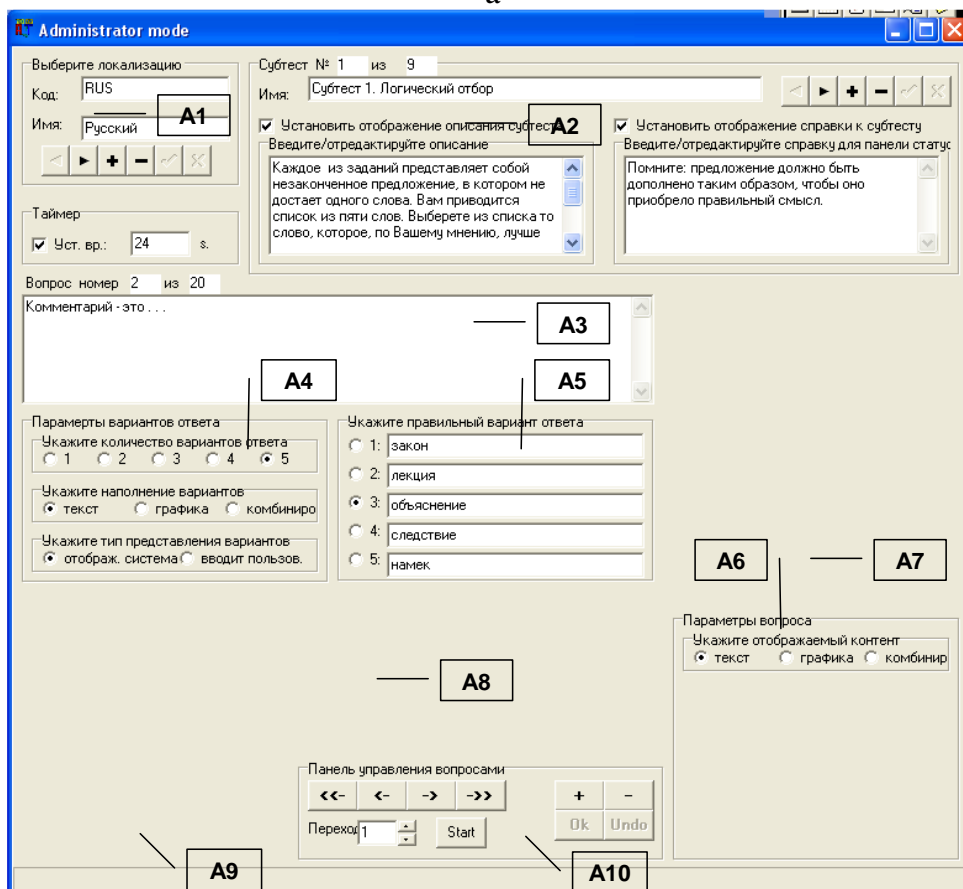 а
Administrator mode
Выберите локализацию
Код: RUS
Имя: Русский
A1
Субтест № 1 из 9
Имя: Субтест 1. Логический отбор
Установить отображение описания субтеста
A2
Установить отображение справки к субтесту
Введите/отредактируйте описание
Каждое из заданий представляет собой
незаконченное предложение, в котором не
достает одного слова. Вам приводится
список из пяти слов. Выберете из списка то
слово, которое, по Вашему мнению, лучше
Введите/отредактируйте справку для панели статус
Помните: предложение должно быть
дополнено таким образом, чтобы оно
приобрело правильный смысл.
Таймер
Уст. вр.: 24 s.
Вопрос номер 2 из 20
Комментарий - это . . .
A3
A4
A5
Парамерты вариантов ответа
Укажите количество вариантов ответа
1 2 3 4 5
Укажите наполнение вариантов
текст графика комбиниро
Укажите тип представления вариантов
отображ. система вводит пользов.
Укажите правильный вариант ответа
1: закон
2: лекция
3: объяснение
4: следствие
5: намек
A6
A7
Параметры вопроса
Укажите отображаемый контент
текст графика комбинир
A8
Панель управления вопросами
<<- <- -> ->> + -
Переход 1 Start Ok Undo
A9
A10